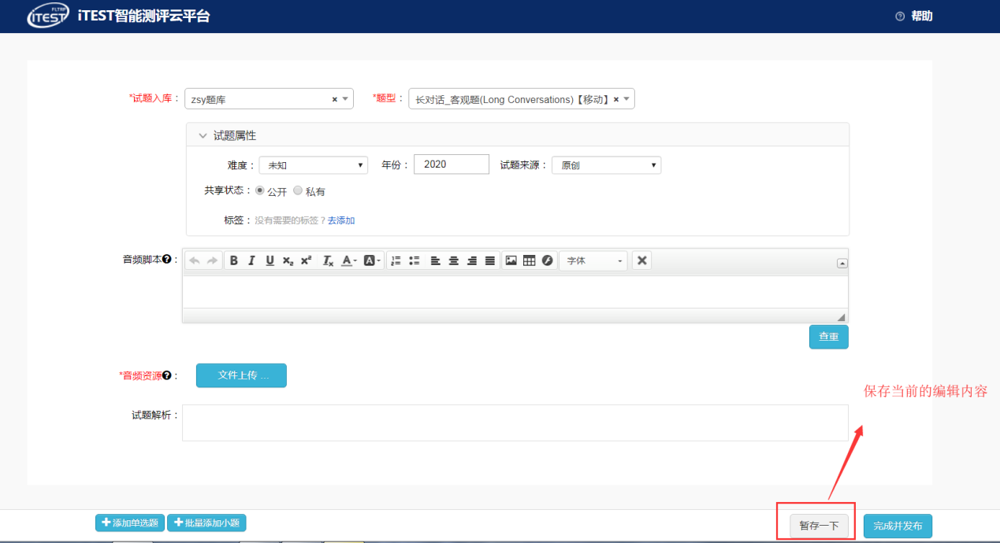 FLTRP
iTEST iTEST智能测评云平台 ? 帮助
*试题入库： zsy题库 × *题型： 长对话_客观题(Long Conversations)【移动】 ×
试题属性
难度： 未知 年份： 2020 试题来源： 原创
共享状态： 公开 私有
标签： 没有需要的标签？去添加
音频脚本?： B I U x₂ x² Tx A A 字体
查重
*音频资源?： 文件上传 ...
保存当前的编辑内容
试题解析：
添加单选题 批量添加小题 暂存一下 完成并发布